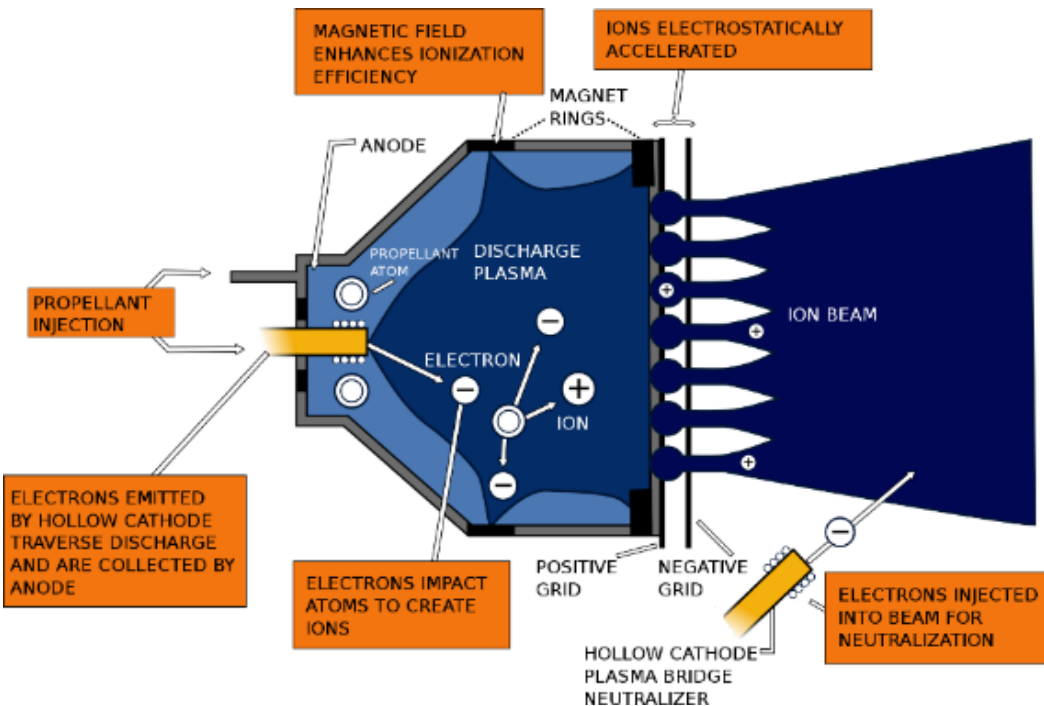 MAGNETIC FIELD
ENHANCES IONIZATION
EFFICIENCY
IONS ELECTROSTATICALLY
ACCELERATED
MAGNET
RINGS
ANODE
PROPELLANT
ATOM
DISCHARGE
PLASMA
PROPELLANT
INJECTION
ELECTRON
ION
ION BEAM
ELECTRONS EMITTED
BY HOLLOW CATHODE
TRAVERSE DISCHARGE
AND ARE COLLECTED BY
ANODE
ELECTRONS IMPACT
ATOMS TO CREATE
IONS
POSITIVE
GRID
NEGATIVE
GRID
ELECTRONS INJECTED
INTO BEAM FOR
NEUTRALIZATION
HOLLOW CATHODE
PLASMA BRIDGE
NEUTRALIZER